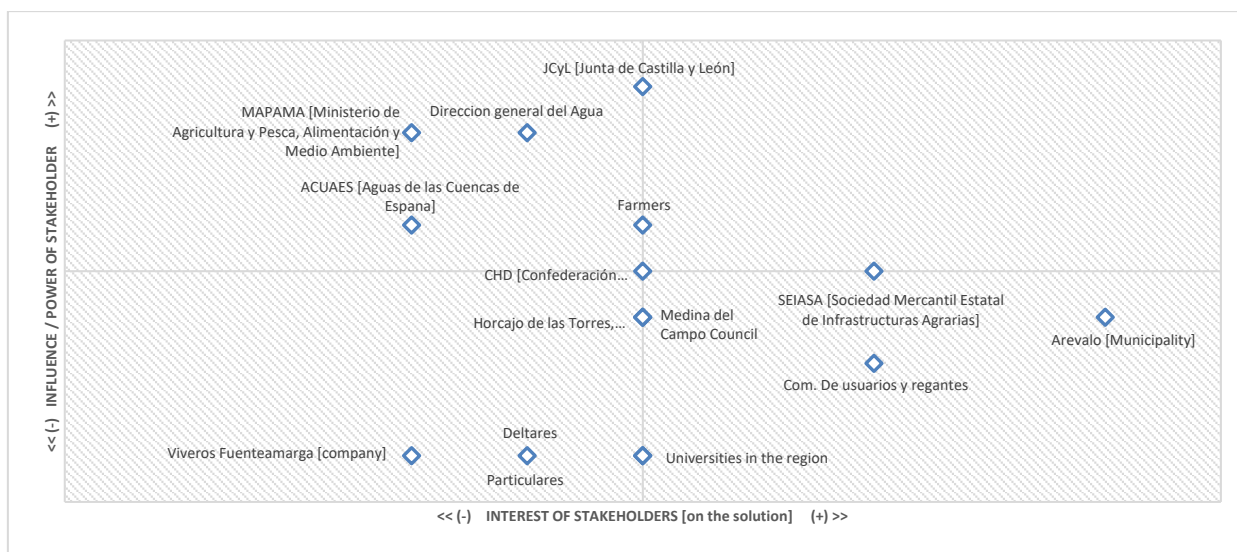 JCyL [Junta de Castilla y León]
MAPAMA [Ministerio de
Agricultura y Pesca, Alimentación y
Medio Ambiente]
Direccion general del Agua
ACUAES [Aguas de las Cuencas de
Espana]
Farmers
CHD [Confederación...
SEIASA [Sociedad Mercantil Estatal
de Infrastructuras Agrarias]
Horcajo de las Torres,...
Medina del
Campo Council
Arevalo [Municipality]
Com. De usuarios y regantes
Deltares
Viveros Fuenteamarga [company]
Universities in the region
Particulares
<< (-) INFLUENCE / POWER OF STAKEHOLDER (+) >>
<< (-) INTEREST OF STAKEHOLDERS [on the solution] (+) >>